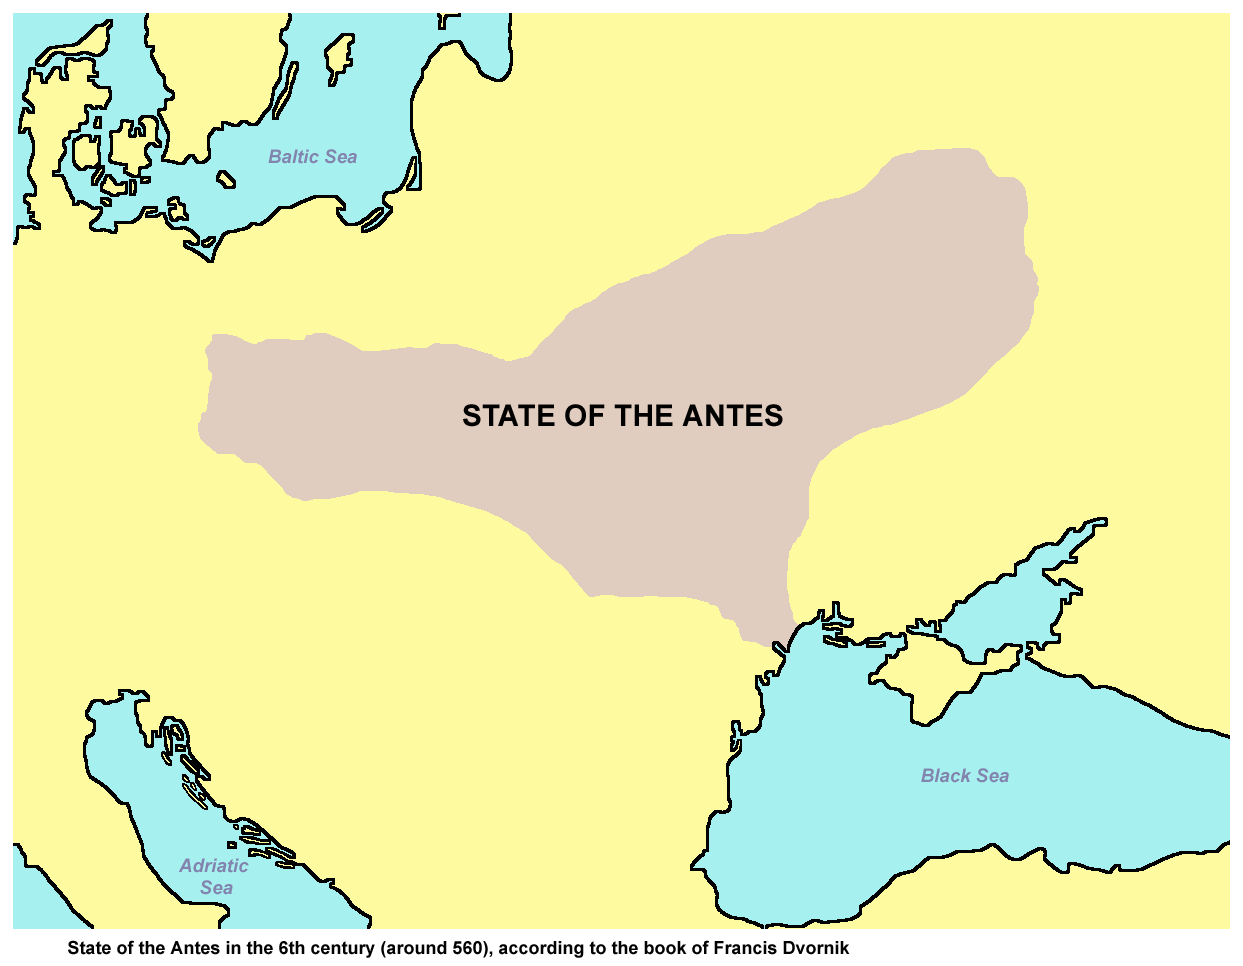 Baltic Sea
STATE OF THE ANTES
Black Sea
Adriatic
Sea
State of the Antes in the 6th century (around 560), according to the book of Francis Dvornik